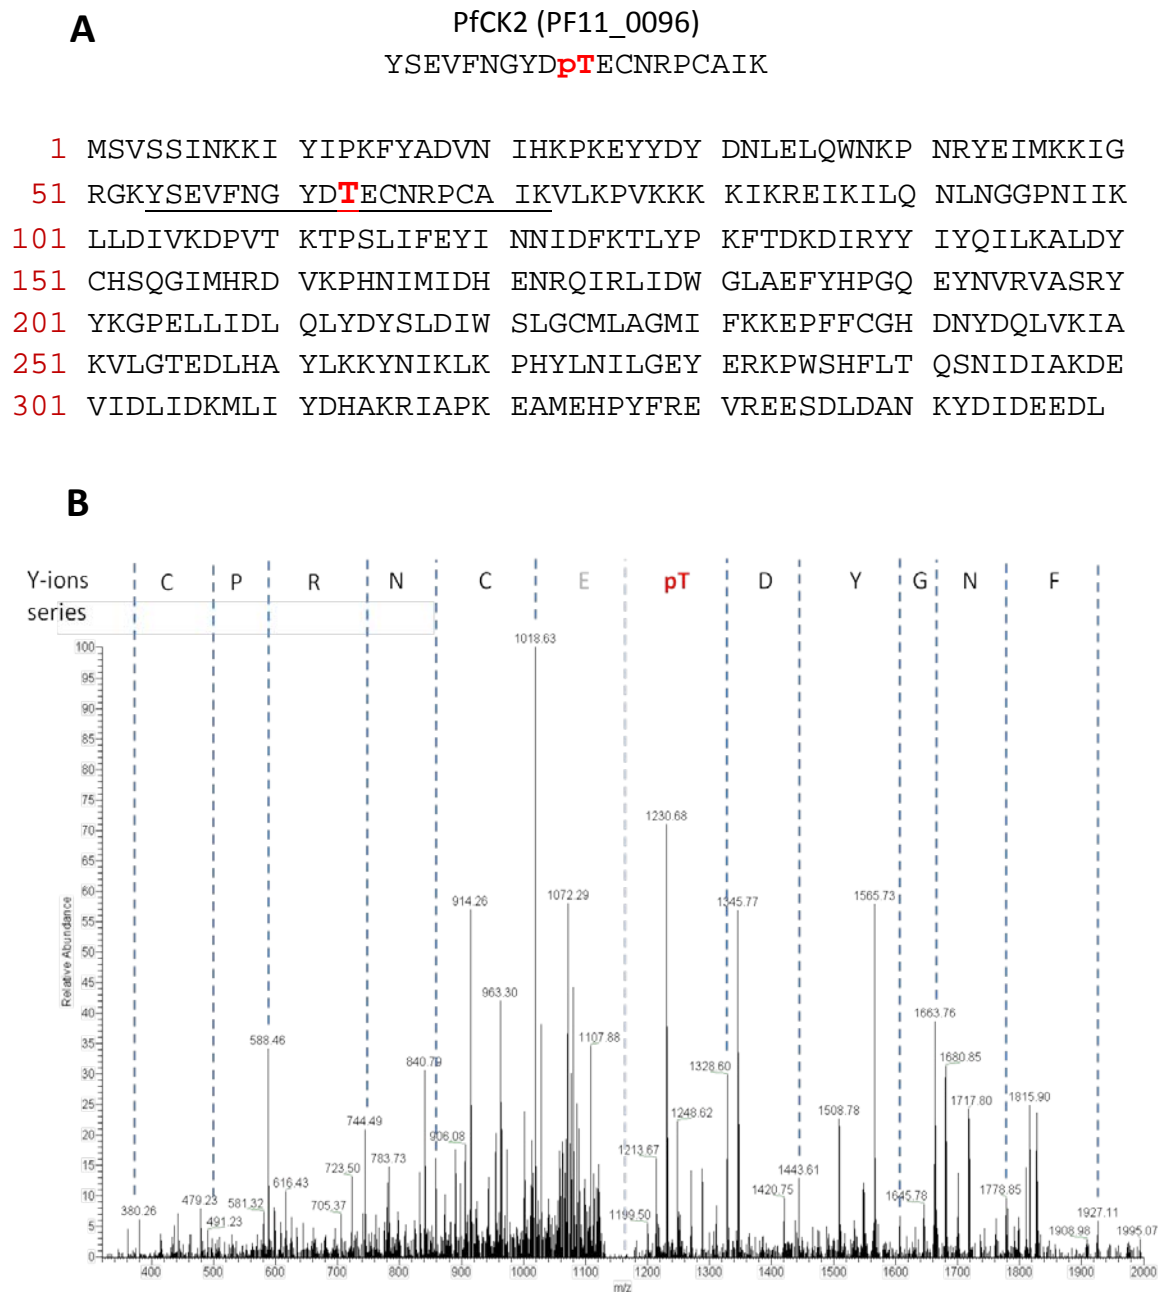 A
PfCK2 (PF11_0096)
YSEVFNGYDpTECNRPCAIK
1 MSVSSINKKI YIPKFYADVN IHKPKEYYDY DNLELQWNKP NRYEIMKKIG
51 RGKYSEVFNG YDTECNRPCA IKVLKPVKKK KIKREIKILQ NLNGGPNIIK
101 LLDIVKDPVT KTPSLIFEYI NNIDFKTLYP KFTDKDIRYY IYQILKALDY
151 CHSQGIMHRD VKPHNIMIDH ENRQIRLIDW GLAEFYHPGQ EYNVRVASRY
201 YKGPELLIDL QLYDYSLDIW SLGCMLAGMI FKKEPFFCGH DNYDQLVKIA
251 KVLGTEDLHA YLKKYNIKLK PHYLNILGEY ERKPWSHFLT QSNIDIAKDE
301 VIDLIDKMLI YDHAKRIAPK EAMEHPYFRE VREESDLDAN KYDIDEEDL
B
Y-ions series
C P R N C E pT D Y G N F
1018.63
1230.68
914.26 1072.29 1345.77 1565.73
963.30
588.46 1107.88 1663.76
840.79 1328.60 1680.85
744.49 906.08 1248.62 1508.78 1717.80 1815.90
723.50 783.73 1213.67
616.43 1443.61
380.26 479.23 581.32 705.37 1420.75 1645.78 1778.85
491.23 1199.50 1908.98 1927.11 1995.07
100
95
90
85
80
75
70
65
60
55
50
45
40
35
30
25
20
15
10
5
0
Relative Abundance
400 500 600 700 800 900 1000 1100 1200 1300 1400 1500 1600 1700 1800 1900 2000
m/z